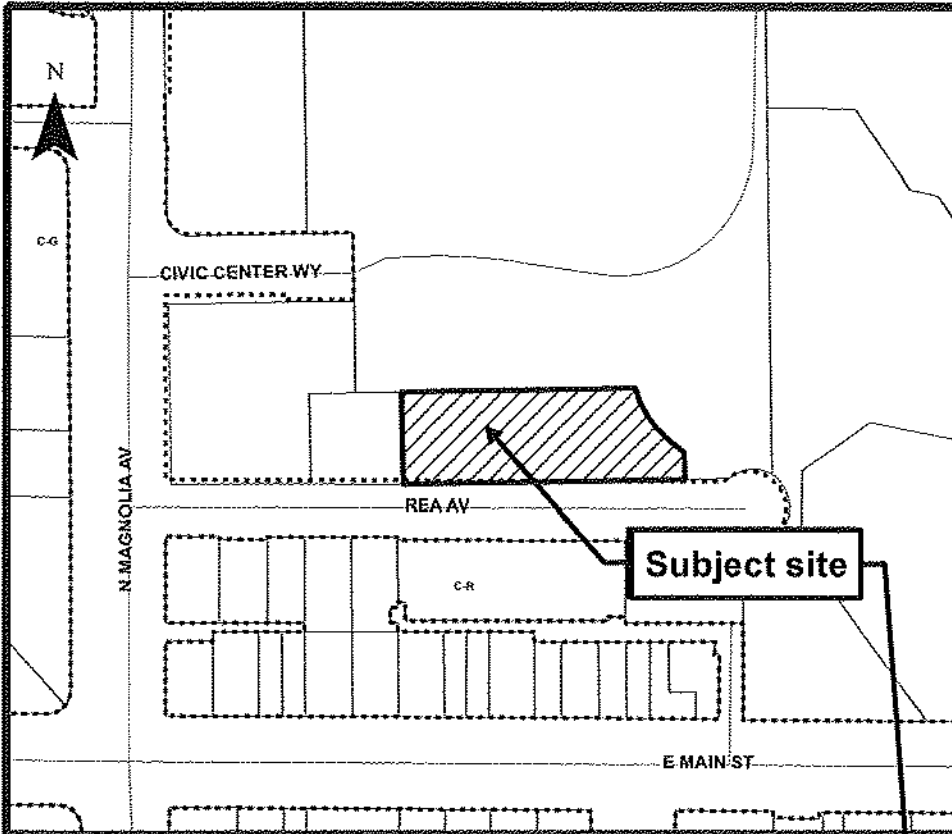 N
C-G
CIVIC CENTER WY
N. MAGNOLIA AV
REA AV
Subject site
C-R
E MAIN ST